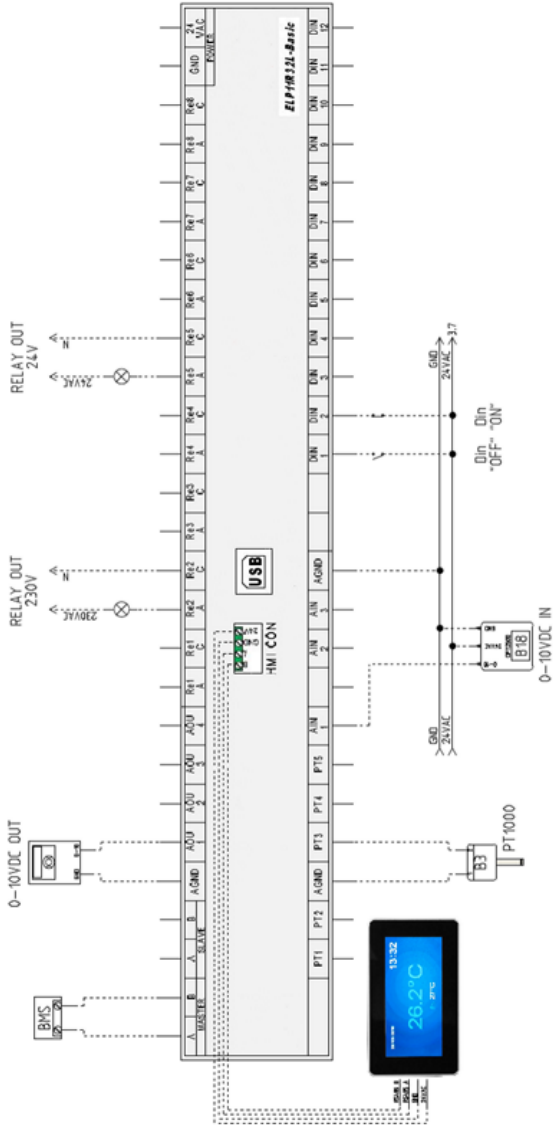 BMS
0-10VDC OUT
RELAY OUT
230V
RELAY OUT
24V
230VAC
N
24VAC
N
A
B
A
B
AGND
AOU
1
AOU
2
AOU
3
AOU
4
Re1
A
Re1
C
Re2
A
Re2
C
Re3
A
Re3
C
Re4
A
Re4
C
Re5
A
Re5
C
Re6
A
Re6
C
Re7
A
Re7
C
Re8
A
Re8
C
GND
24
VAC
MASTER
SLAVE
POWER
HMI CON
USB
ELP11R32L-Basic
PT1
PT2
AGND
PT3
PT4
PT5
AIN
1
AIN
2
AIN
3
AGND
DIN
1
DIN
2
DIN
3
DIN
4
DIN
5
DIN
6
DIN
7
DIN
8
DIN
9
DIN
10
DIN
11
DIN
12
13:32
26.2°C
27°C
B3
PT1000
GND
24VAC
B18
0-10VDC IN
GND
24VAC
3.7
Din
"OFF"
Din
"ON"